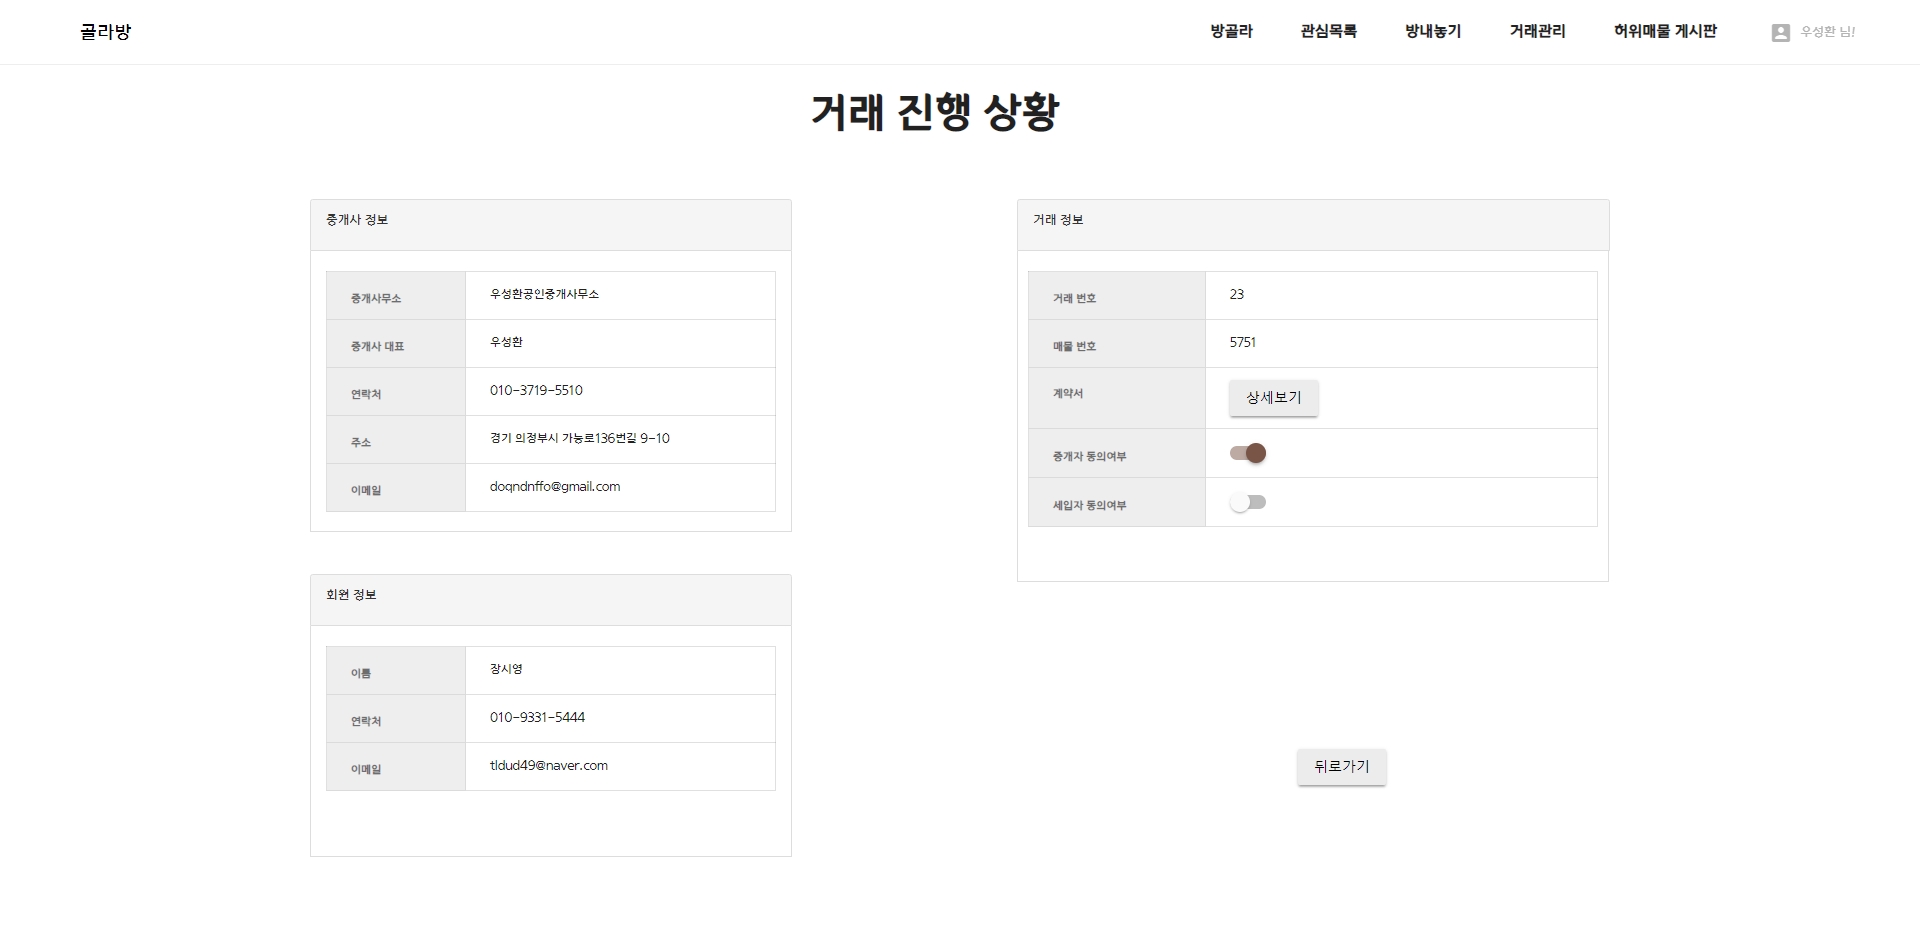 골라방
방골라 관심목록 방내놓기 거래관리 허위매물 게시판 우성환 님!
거래 진행 상황
중개사 정보
중개사무소 우성환공인중개사무소
중개사 대표 우성환
연락처 010-3719-5510
주소 경기 의정부시 가능로136번길 9-10
이메일 doqndnffo@gmail.com
회원 정보
이름 장시영
연락처 010-9331-5444
이메일 tldud49@naver.com
거래 정보
거래 번호 23
매물 번호 5751
계약서 상세보기
중개자 동의여부
세입자 동의여부
뒤로가기